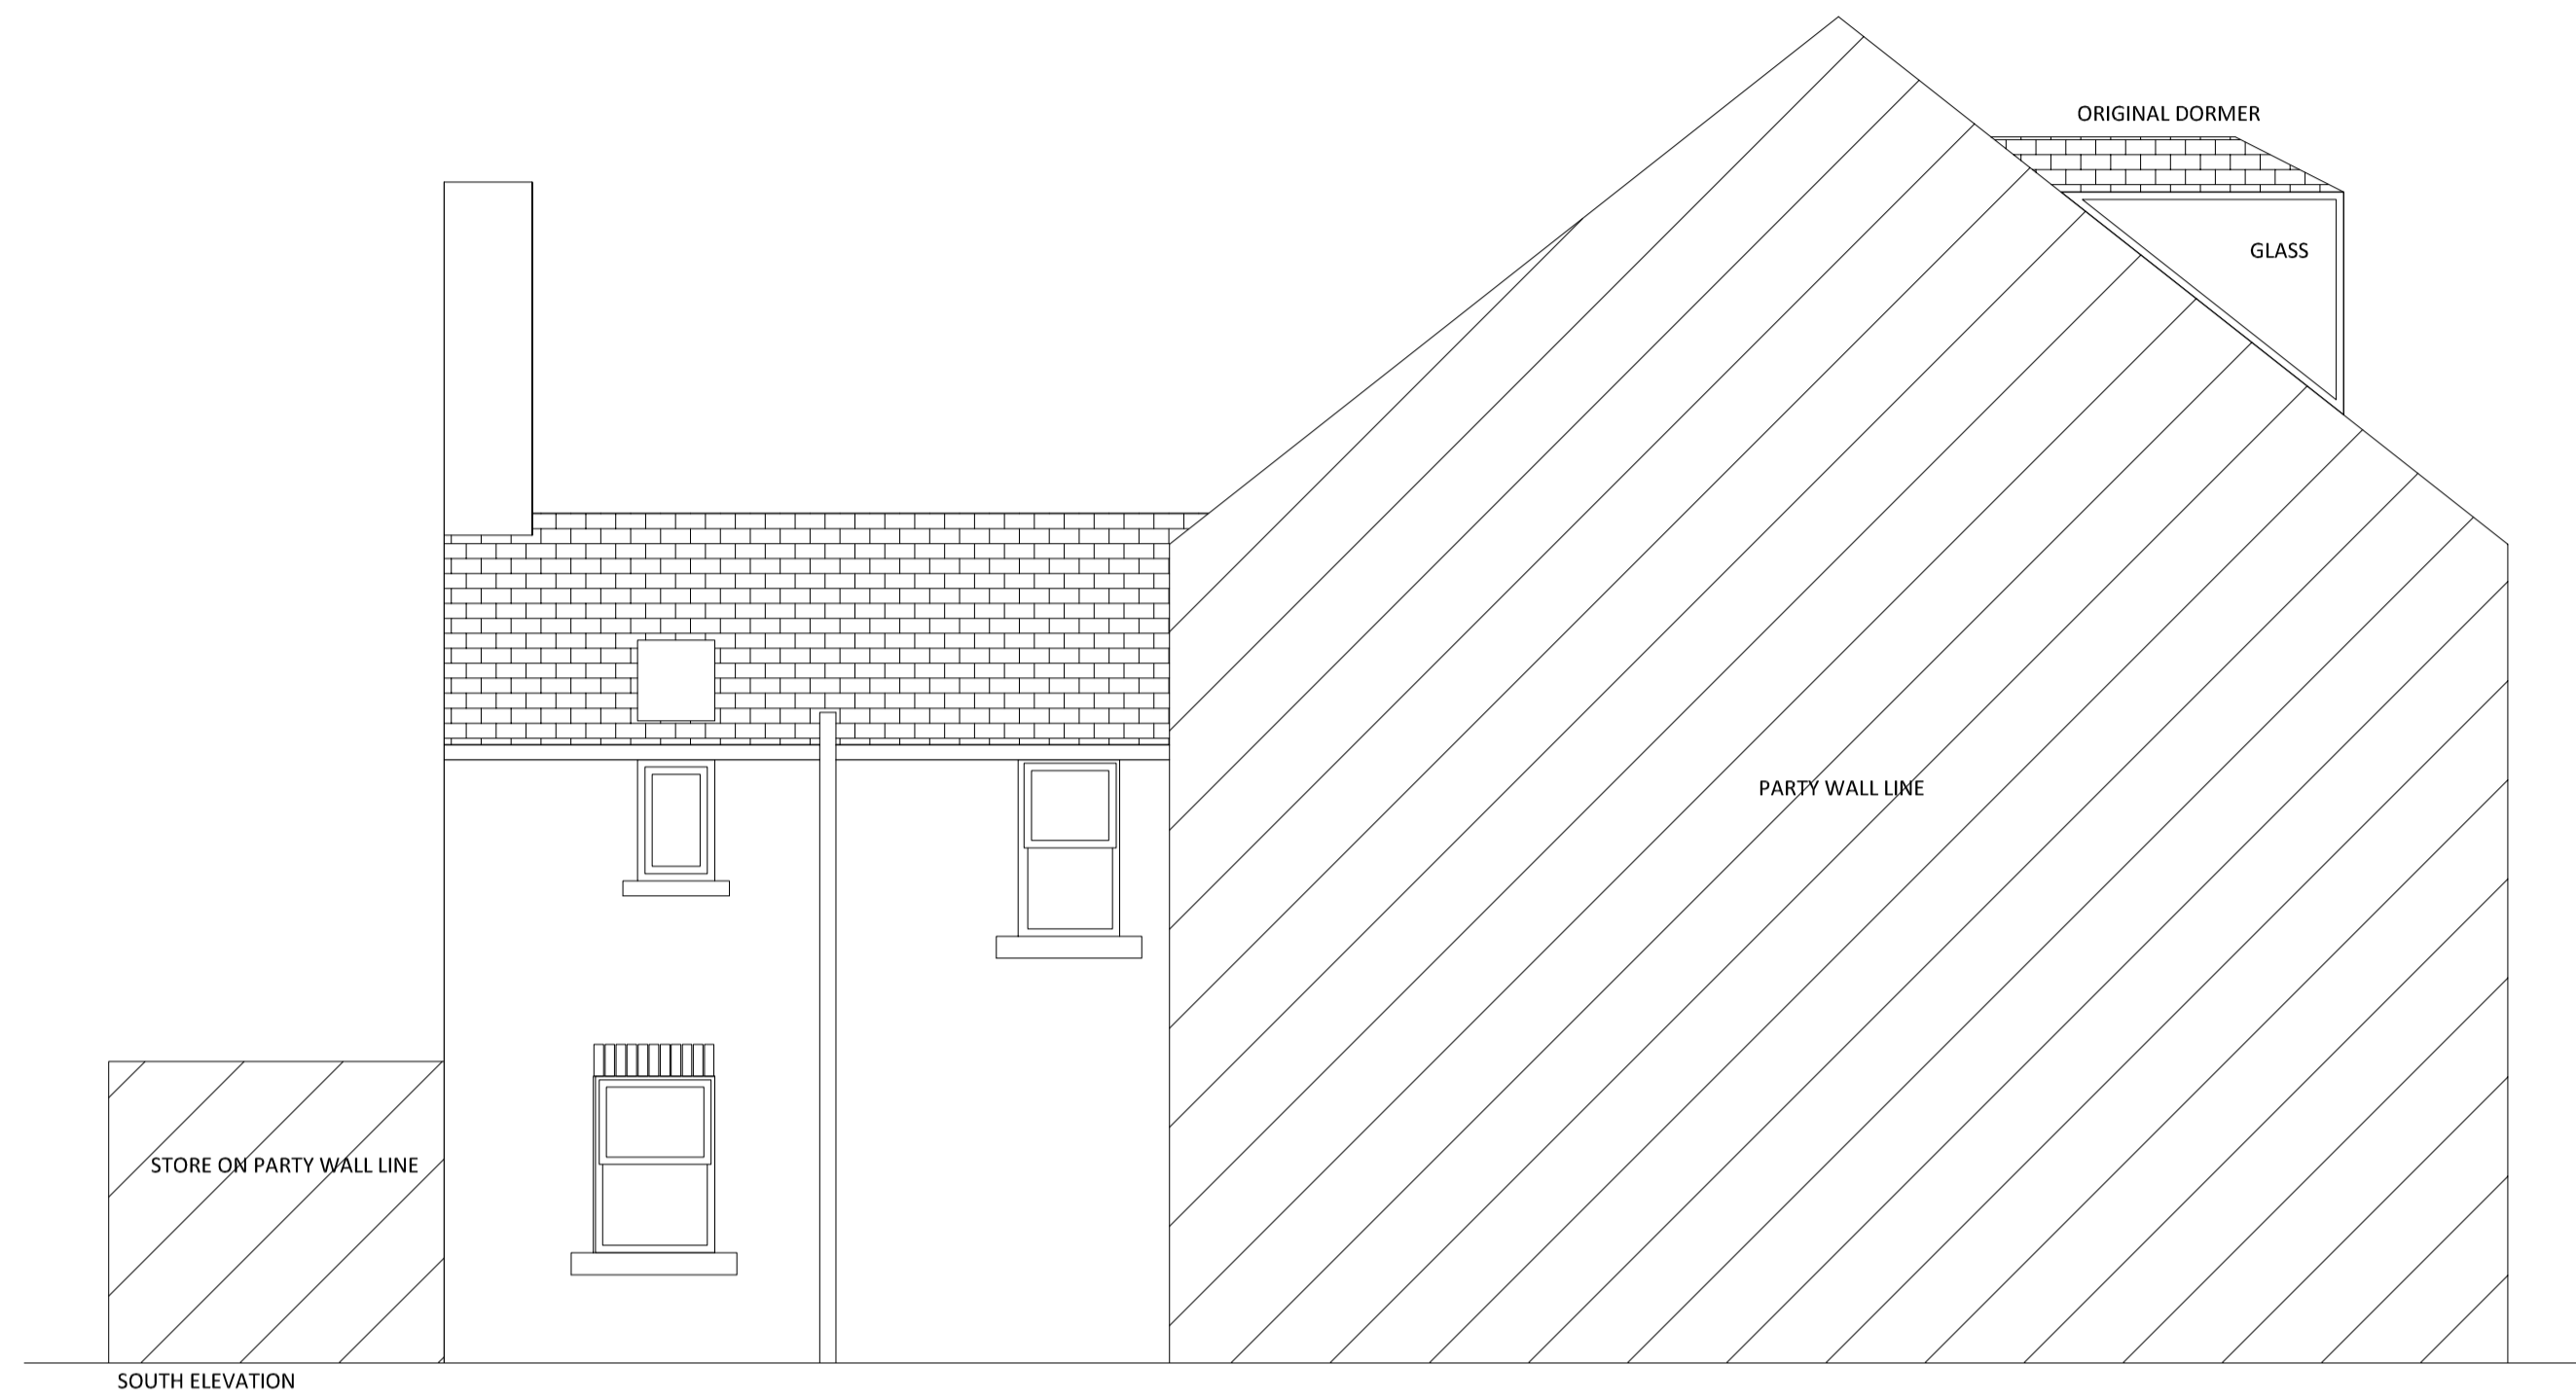 ORIGINAL DORMER
GLASS
PARTY WALL LINE
STORE ON PARTY WALL LINE
SOUTH ELEVATION